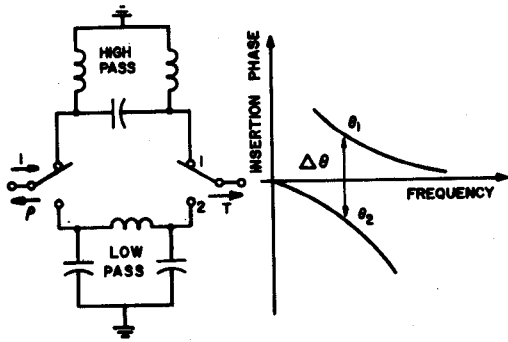 HIGH
PASS
I
ρ
1
2
T
LOW
PASS
INSERTION PHASE
θ1
Δθ
θ2
FREQUENCY